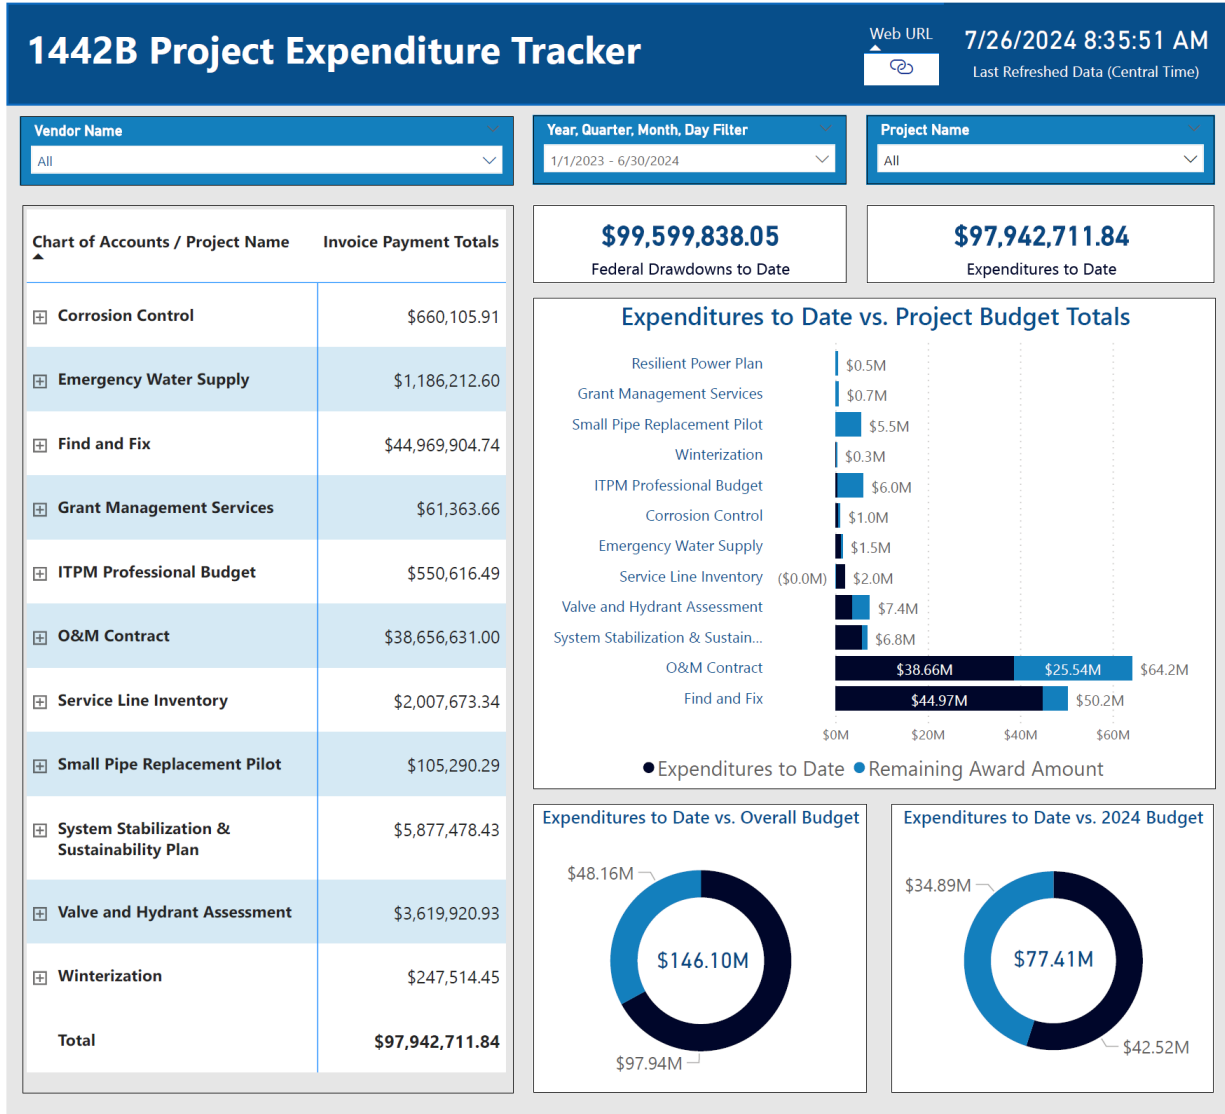 1442B Project Expenditure Tracker
Web URL
7/26/2024 8:35:51 AM
Last Refreshed Data (Central Time)
Vendor Name
All
Year, Quarter, Month, Day Filter
1/1/2023 - 6/30/2024
Project Name
All
Chart of Accounts / Project Name Invoice Payment Totals
Corrosion Control $660,105.91
Emergency Water Supply $1,186,212.60
Find and Fix $44,969,904.74
Grant Management Services $61,363.66
ITPM Professional Budget $550,616.49
O&M Contract $38,656,631.00
Service Line Inventory $2,007,673.34
Small Pipe Replacement Pilot $105,290.29
System Stabilization & $5,877,478.43
Sustainability Plan
Valve and Hydrant Assessment $3,619,920.93
Winterization $247,514.45
Total $97,942,711.84
$99,599,838.05
Federal Drawdowns to Date
$97,942,711.84
Expenditures to Date
Expenditures to Date vs. Project Budget Totals
Resilient Power Plan $0.5M
Grant Management Services $0.7M
Small Pipe Replacement Pilot $5.5M
Winterization $0.3M
ITPM Professional Budget $6.0M
Corrosion Control $1.0M
Emergency Water Supply $1.5M
Service Line Inventory ($0.0M) $2.0M
Valve and Hydrant Assessment $7.4M
System Stabilization & Sustain... $6.8M
O&M Contract $38.66M $25.54M $64.2M
Find and Fix $44.97M $50.2M
$0M $20M $40M $60M
Expenditures to Date Remaining Award Amount
Expenditures to Date vs. Overall Budget
$48.16M
$146.10M
$97.94M
Expenditures to Date vs. 2024 Budget
$34.89M
$77.41M
$42.52M